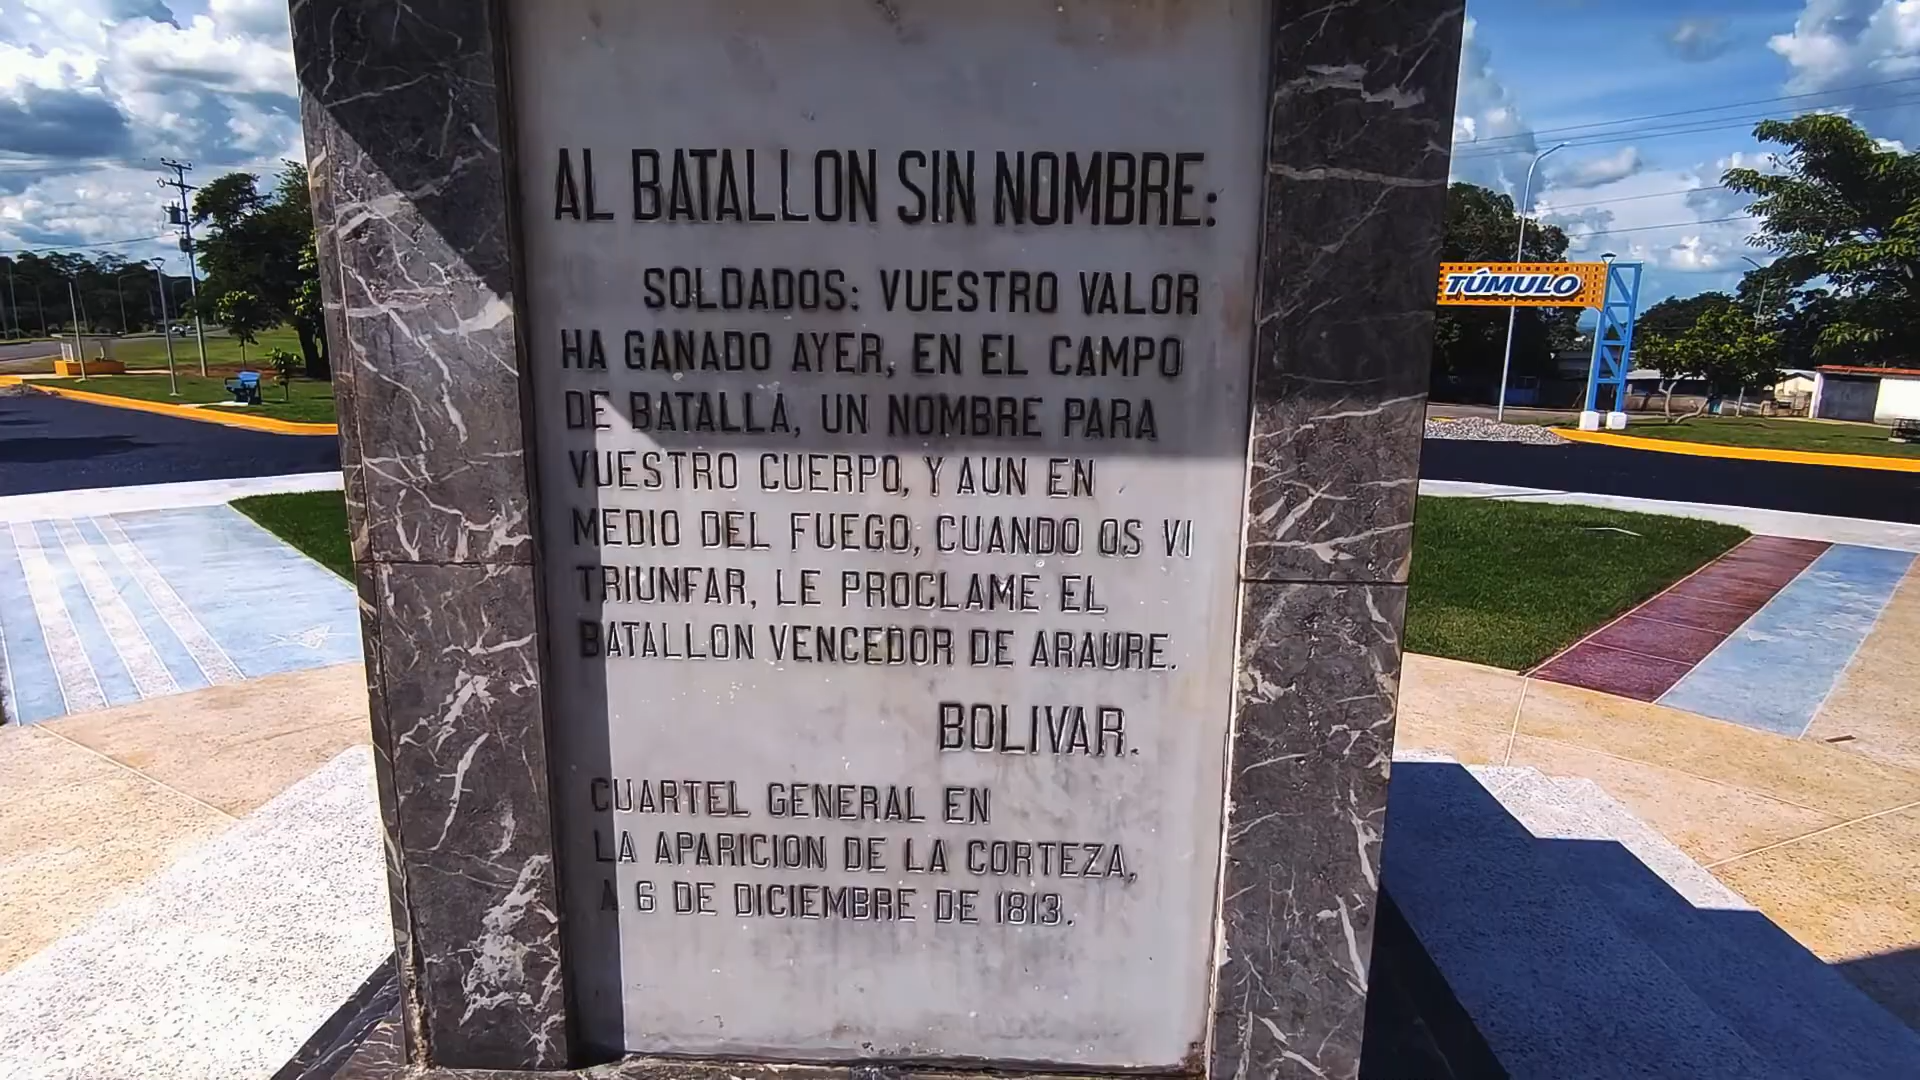 AL BATALLON SIN NOMBRE:
SOLDADOS: VUESTRO VALOR
HA GANADO AYER, EN EL CAMPO
DE BATALLA, UN NOMBRE PARA
VUESTRO CUERPO, Y AUN EN
MEDIO DEL FUEGO, CUANDO OS VI
TRIUNFAR, LE PROCLAME EL
BATALLON VENCEDOR DE ARAURE.
BOLIVAR.
CUARTEL GENERAL EN
LA APARICION DE LA CORTEZA,
A 6 DE DICIEMBRE DE 1813.
TÚMULO